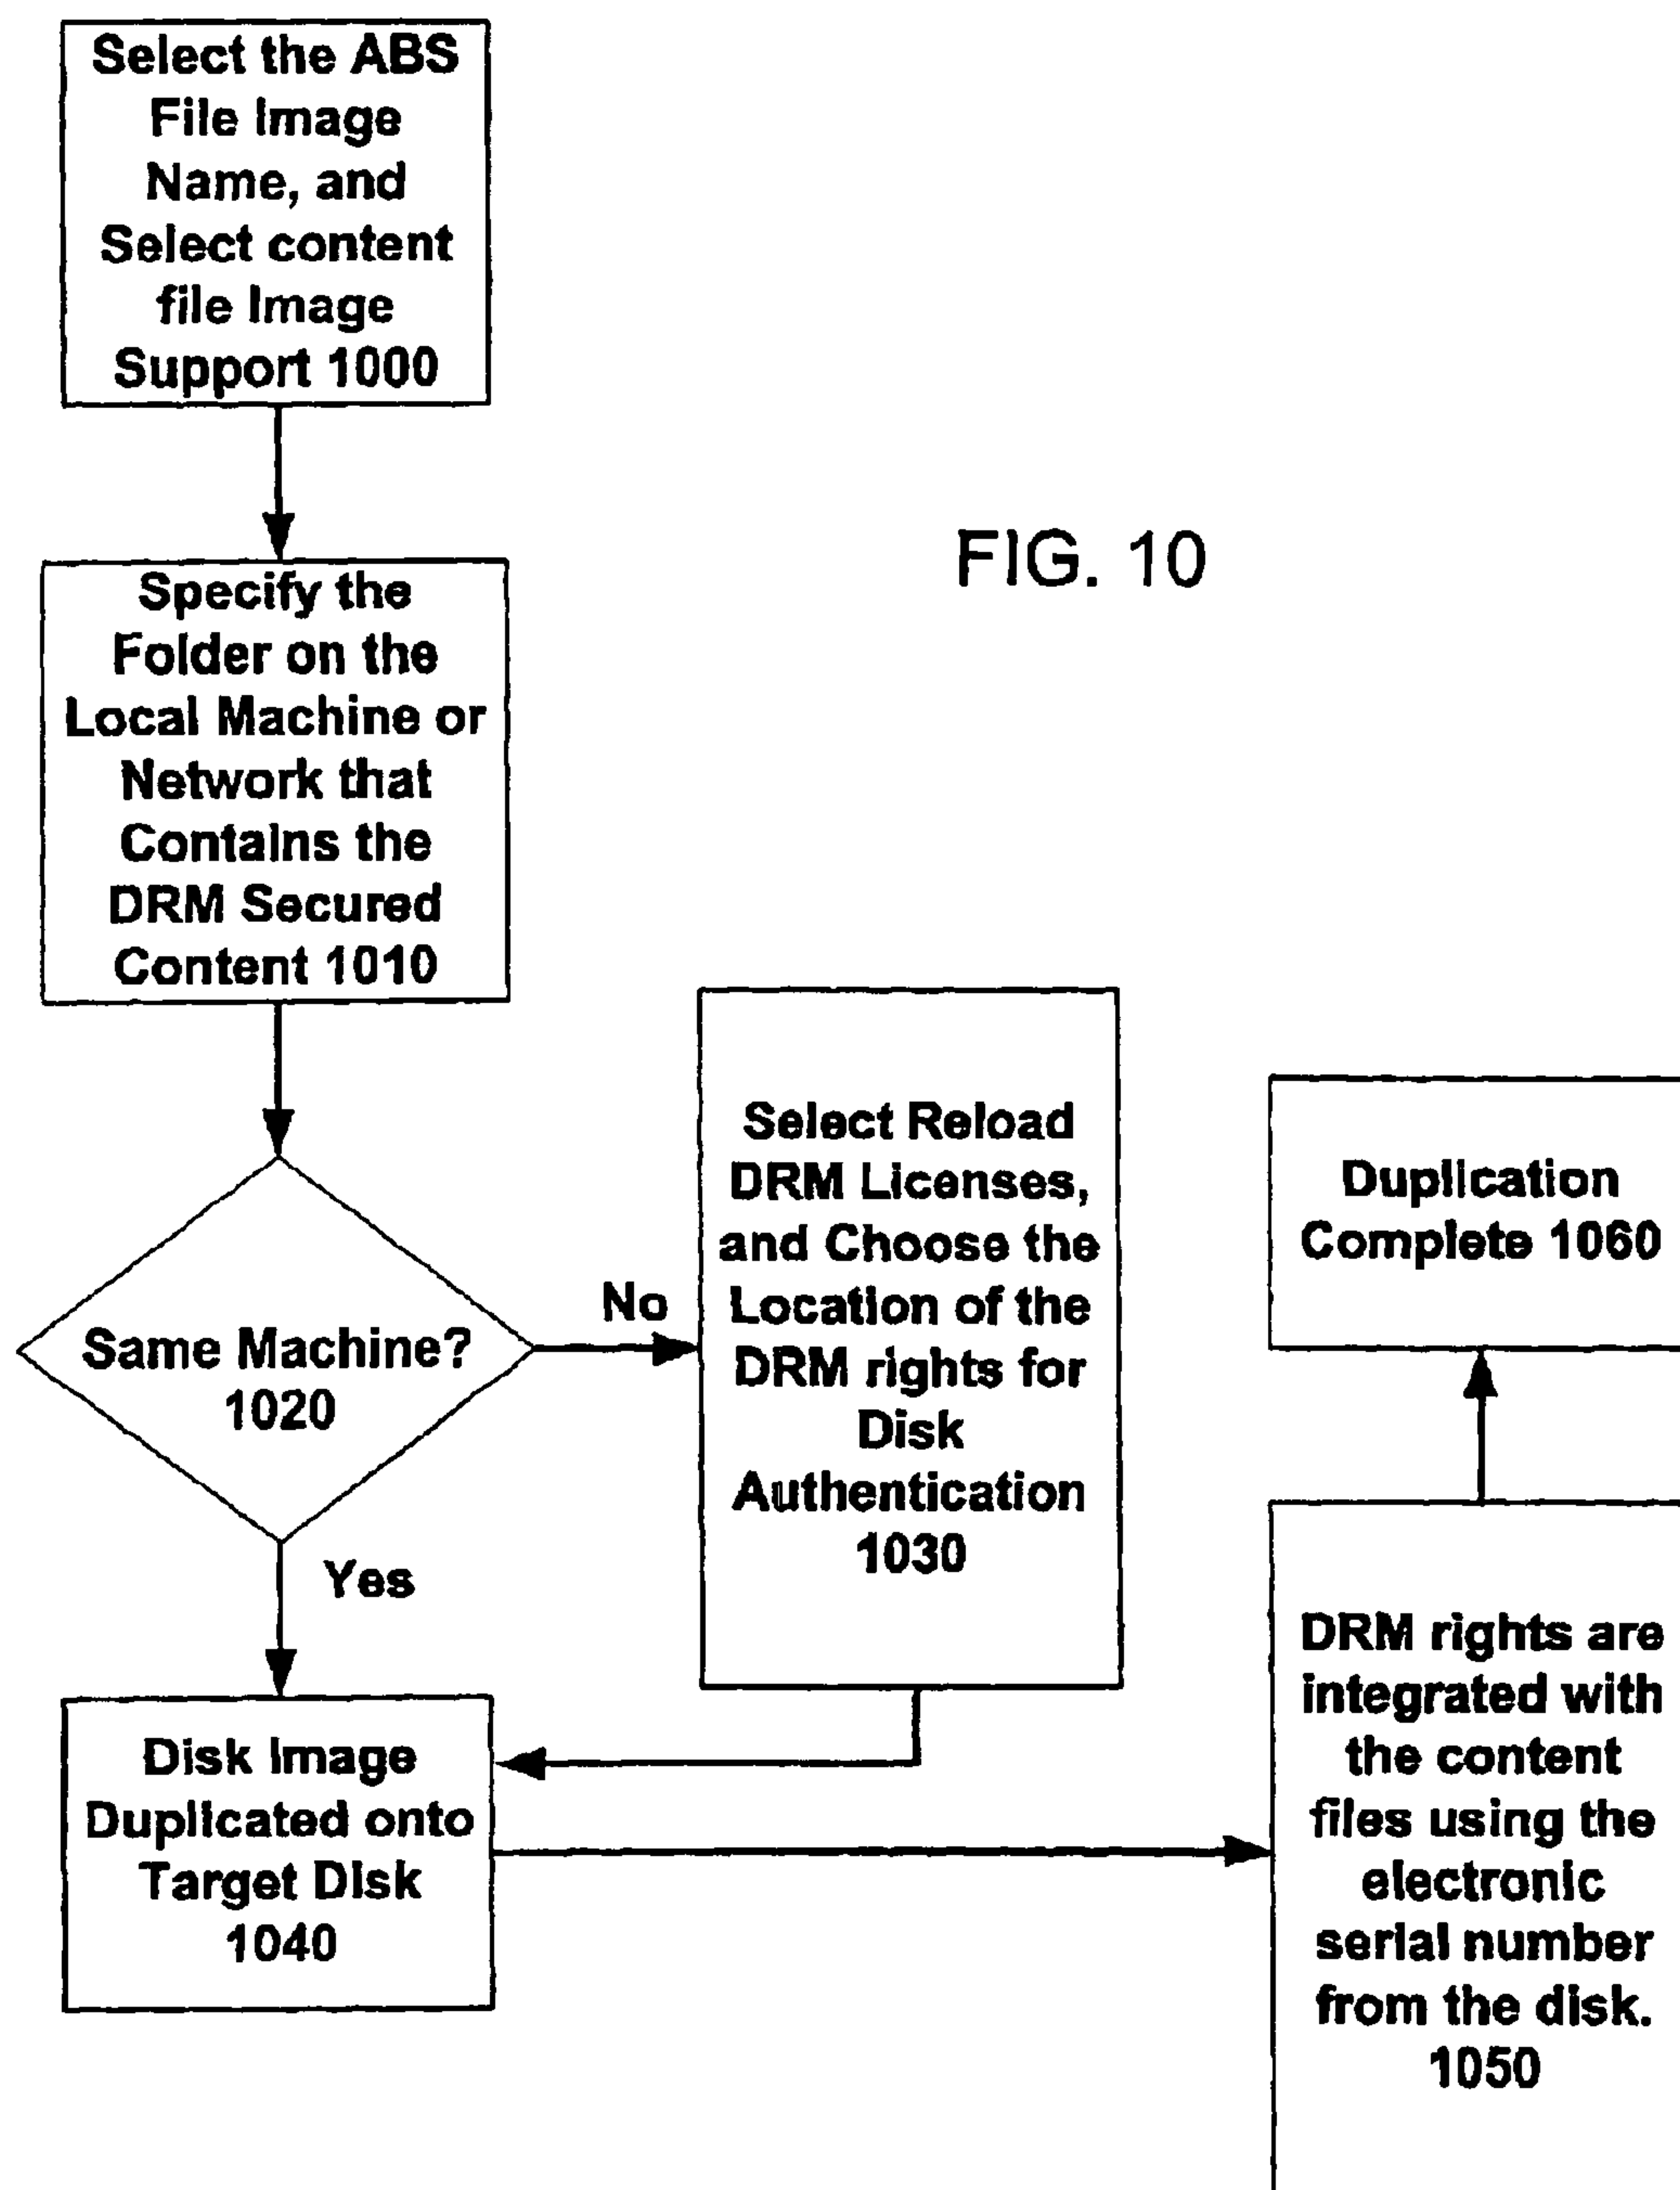 Select the ABS
File Image
Name, and
Select content
file Image
Support 1000
FIG. 10
Specify the
Folder on the
Local Machine or
Network that
Contains the
DRM Secured
Content 1010
Same Machine?
1020
No
Yes
Select Reload
DRM Licenses,
and Choose the
Location of the
DRM rights for
Disk
Authentication
1030
Disk Image
Duplicated onto
Target Disk
1040
DRM rights are
integrated with
the content
files using the
electronic
serial number
from the disk.
1050
Duplication
Complete 1060